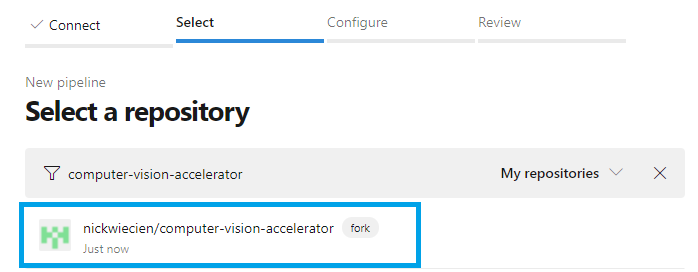 Connect
Select
Configure
Review
New pipeline
Select a repository
computer-vision-accelerator
My repositories
nickwiecien/computer-vision-accelerator fork
Just now